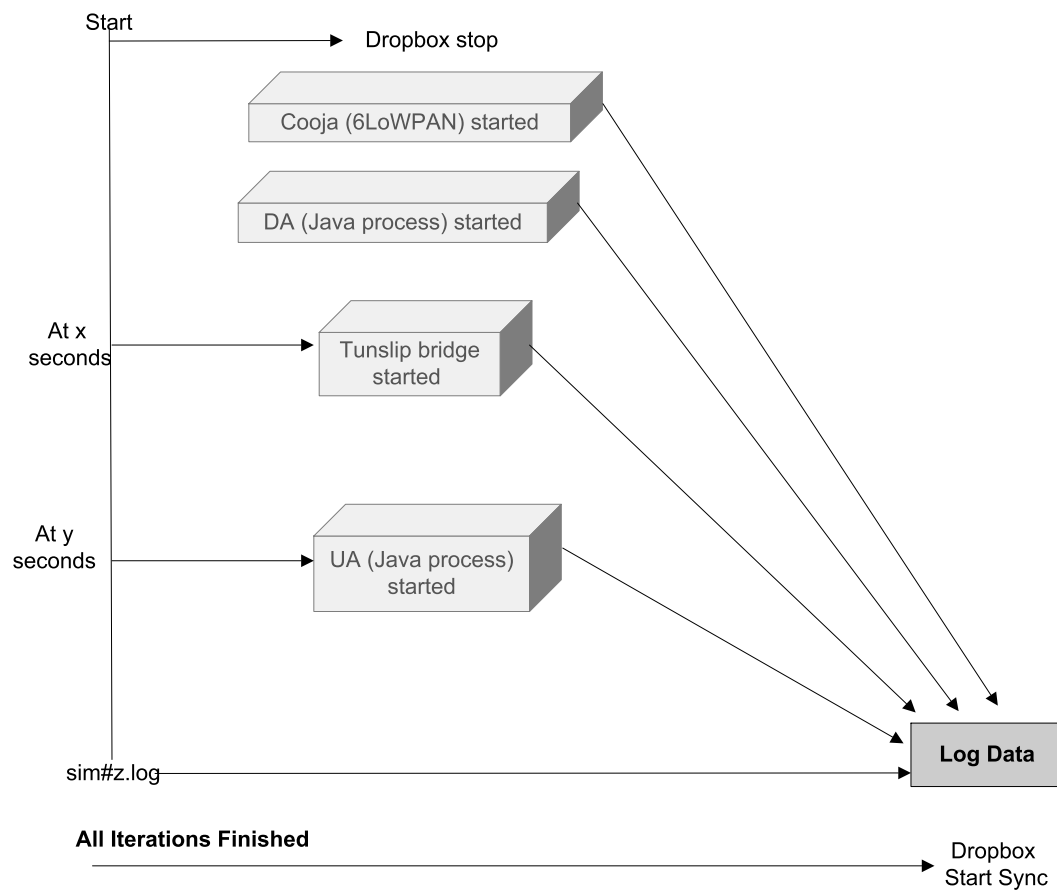 Start
Dropbox stop
Cooja (6LoWPAN) started
DA (Java process) started
At x
seconds
Tunslip bridge
started
At y
seconds
UA (Java process)
started
Log Data
sim#z.log
All Iterations Finished
Dropbox
Start Sync